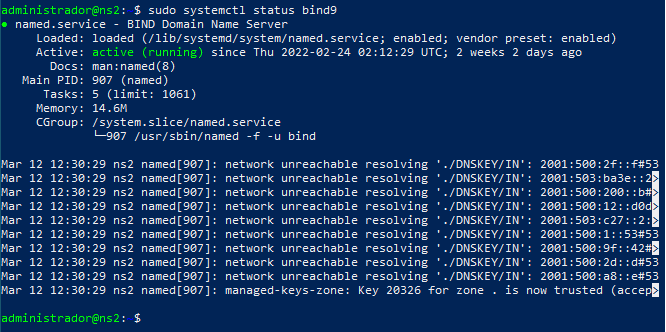 administrador@ns2:~$ sudo systemctl status bind9
● named.service - BIND Domain Name Server
Loaded: loaded (/lib/systemd/system/named.service; enabled; vendor preset: enabled)
Active: active (running) since Thu 2022-02-24 02:12:29 UTC; 2 weeks 2 days ago
Docs: man:named(8)
Main PID: 907 (named)
Tasks: 5 (limit: 1061)
Memory: 14.6M
CGroup: /system.slice/named.service
└─907 /usr/sbin/named -f -u bind
Mar 12 12:30:29 ns2 named[907]: network unreachable resolving './DNSKEY/IN': 2001:500:2f::f#53
Mar 12 12:30:29 ns2 named[907]: network unreachable resolving './DNSKEY/IN': 2001:503:ba3e::2>
Mar 12 12:30:29 ns2 named[907]: network unreachable resolving './DNSKEY/IN': 2001:500:200::b#>
Mar 12 12:30:29 ns2 named[907]: network unreachable resolving './DNSKEY/IN': 2001:500:12::d0d>
Mar 12 12:30:29 ns2 named[907]: network unreachable resolving './DNSKEY/IN': 2001:503:c27::2:>
Mar 12 12:30:29 ns2 named[907]: network unreachable resolving './DNSKEY/IN': 2001:500:1::53#53
Mar 12 12:30:29 ns2 named[907]: network unreachable resolving './DNSKEY/IN': 2001:500:9f::42#>
Mar 12 12:30:29 ns2 named[907]: network unreachable resolving './DNSKEY/IN': 2001:500:2d::d#53
Mar 12 12:30:29 ns2 named[907]: network unreachable resolving './DNSKEY/IN': 2001:500:a8::e#53
Mar 12 12:30:29 ns2 named[907]: managed-keys-zone: Key 20326 for zone . is now trusted (accep>
administrador@ns2:~$